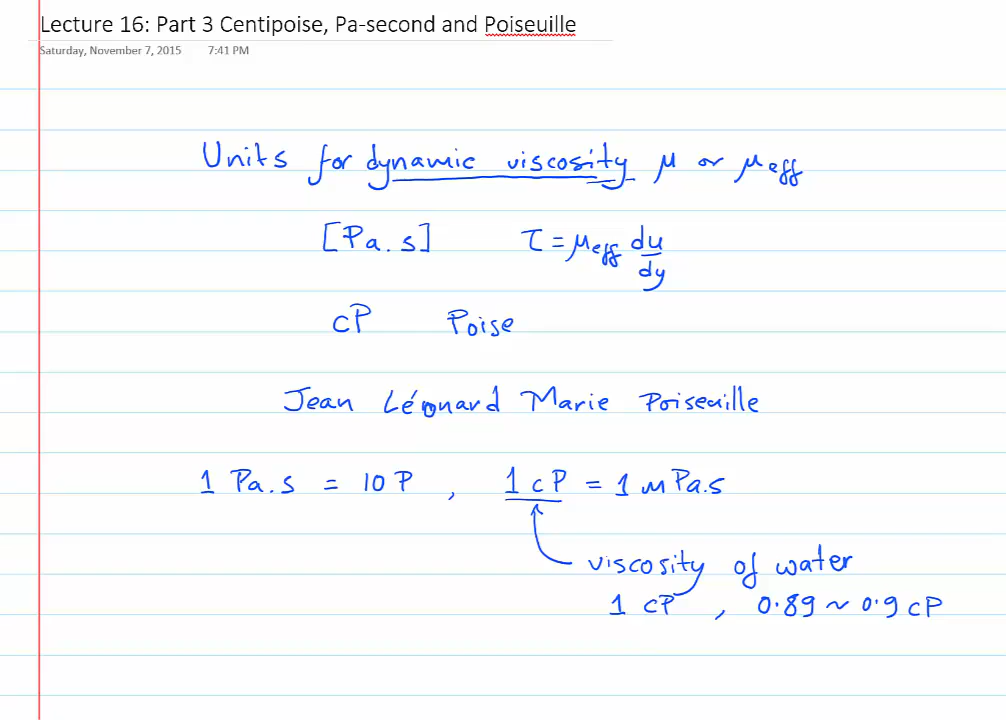 Lecture 16: Part 3 Centipoise, Pa-second and Poiseuille
Saturday, November 7, 2015 7:41 PM
Units for dynamic viscosity μ or μeff
[Pa.s] τ = μeff du/dy
cP Poise
Jean Léonard Marie Poiseuille
1 Pa.s = 10 P , 1 cP = 1 mPa.s
viscosity of water
1 cP , 0.89 ~ 0.9 cP